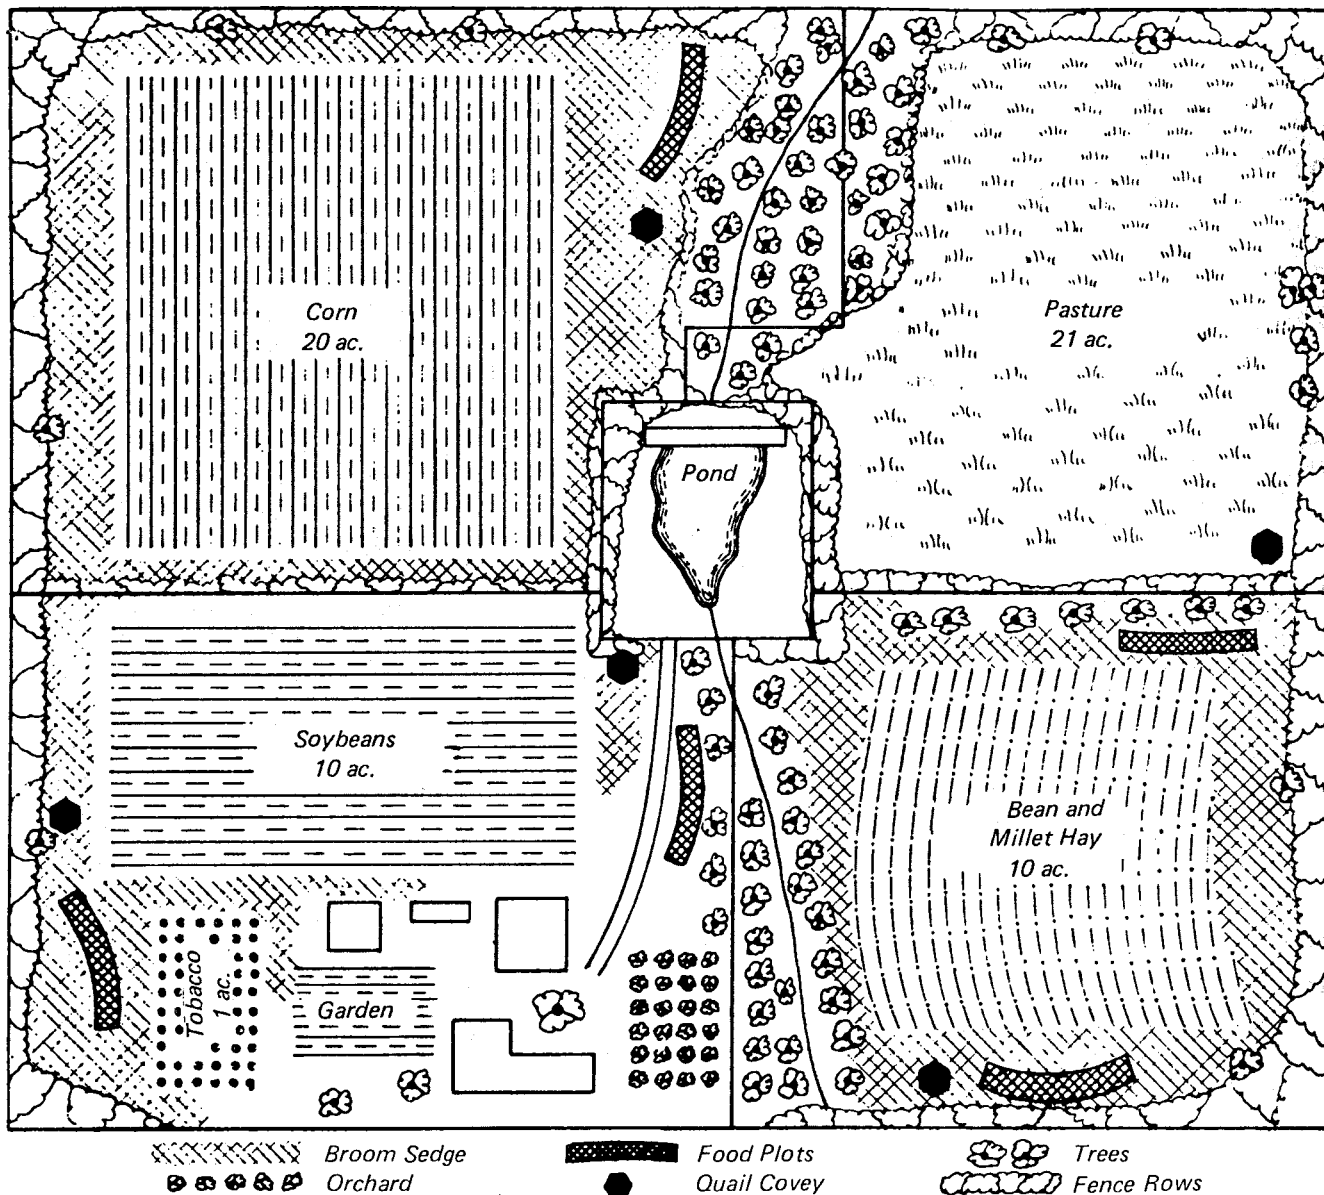 Corn
20 ac.
Pasture
21 ac.
Pond
Soybeans
10 ac.
Bean and
Millet Hay
10 ac.
Tobacco
1 ac.
Garden
Broom Sedge
Food Plots
Trees
Orchard
Quail Covey
Fence Rows